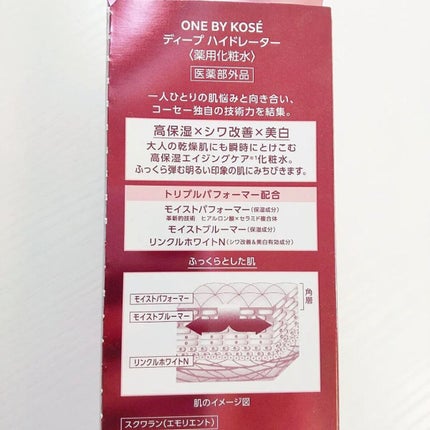 ONE BY KOSÉ
ディープ ハイドレーター
〈薬用化粧水〉
医薬部外品
一人ひとりの肌悩みと向き合い、
コーセー独自の技術力を結集。
高保湿×シワ改善×美白
大人の乾燥肌にも瞬時にとけこむ
高保湿エイジングケア※1化粧水。
ふっくら弾む明るい印象の肌にみちびきます。
トリプルパフォーマー配合
モイストパフォーマー(保湿成分)
革新的技術 ヒアルロン酸×セラミド複合体
モイストブルーマー(保湿成分)
リンクルホワイトN(シワ改善&美白有効成分)
ふっくらとした肌
モイストパフォーマー
モイストブルーマー
リンクルホワイトN
角層
肌のイメージ図
スクワラン(エモリエント)